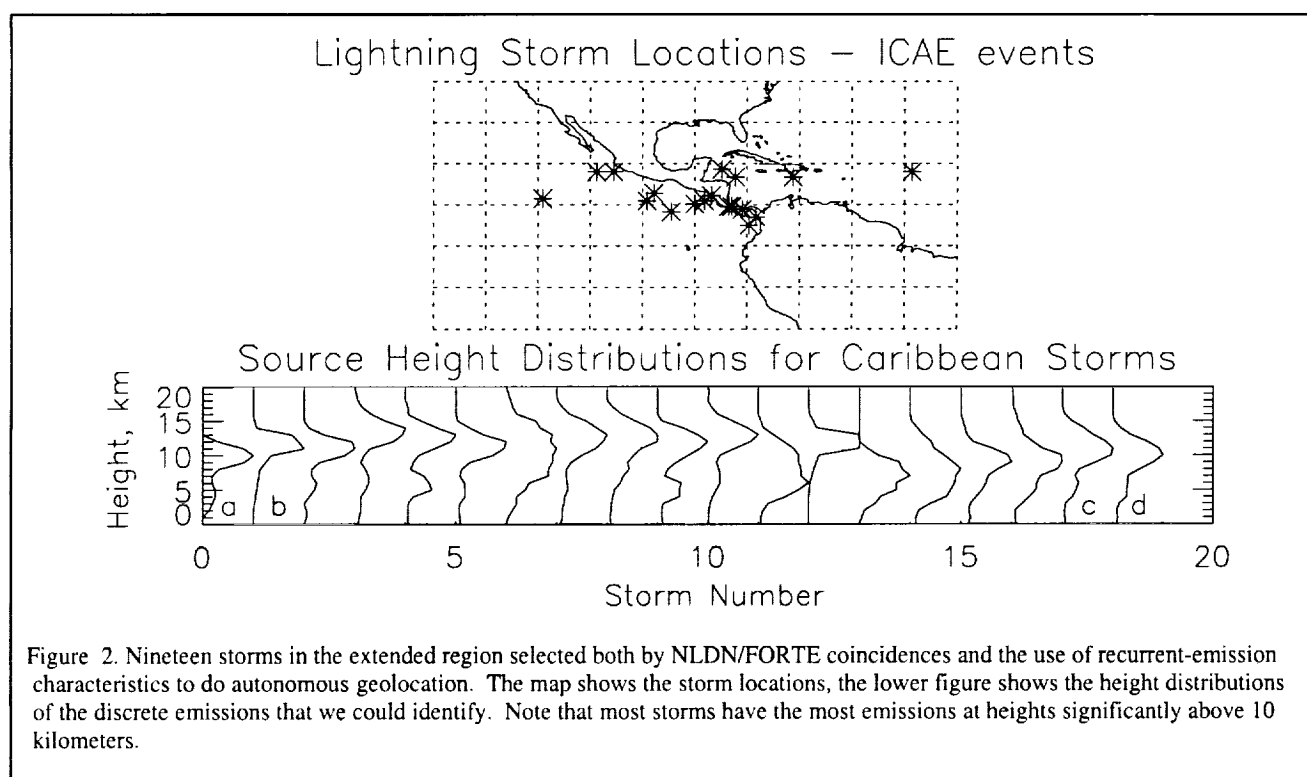 Lightning Storm Locations – ICAE events
Source Height Distributions for Caribbean Storms
Height, km
20
15
10
5
0
a
b
c
d
0
5
10
15
20
Storm Number
Figure 2. Nineteen storms in the extended region selected both by NLDN/FORTE coincidences and the use of recurrent-emission
characteristics to do autonomous geolocation. The map shows the storm locations, the lower figure shows the height distributions
of the discrete emissions that we could identify. Note that most storms have the most emissions at heights significantly above 10
kilometers.